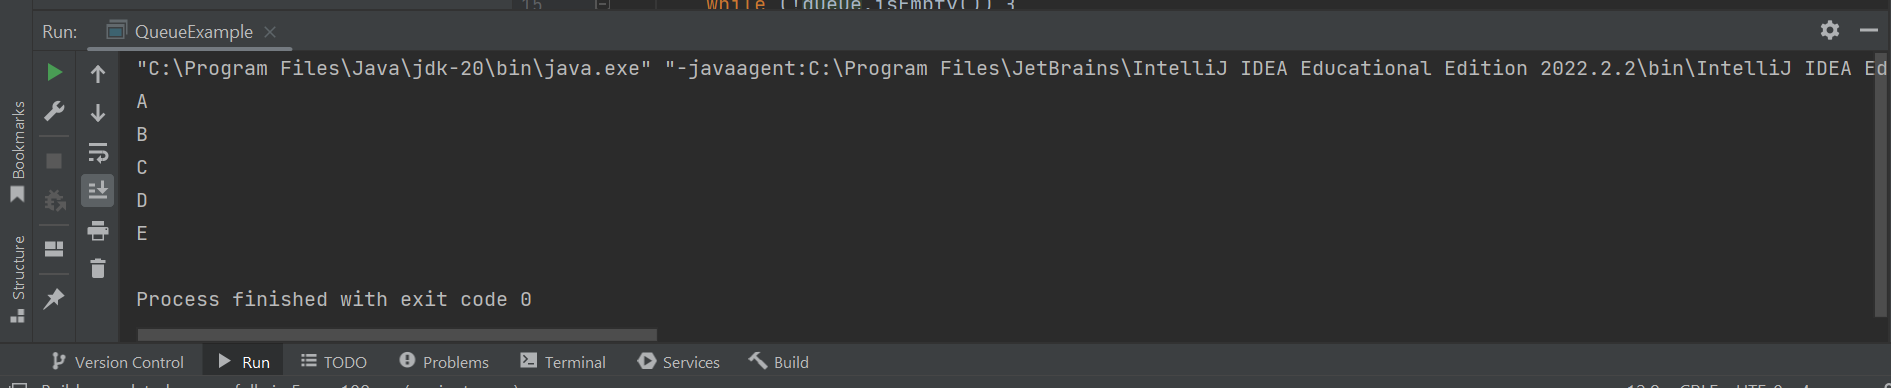 15 while (!queue.isEmpty()) {
Run: QueueExample
"C:\Program Files\Java\jdk-20\bin\java.exe" "-javaagent:C:\Program Files\JetBrains\IntelliJ IDEA Educational Edition 2022.2.2\bin\IntelliJ IDEA Ed
A
B
C
D
E
Process finished with exit code 0
Bookmarks
Structure
Version Control Run TODO Problems Terminal Services Build